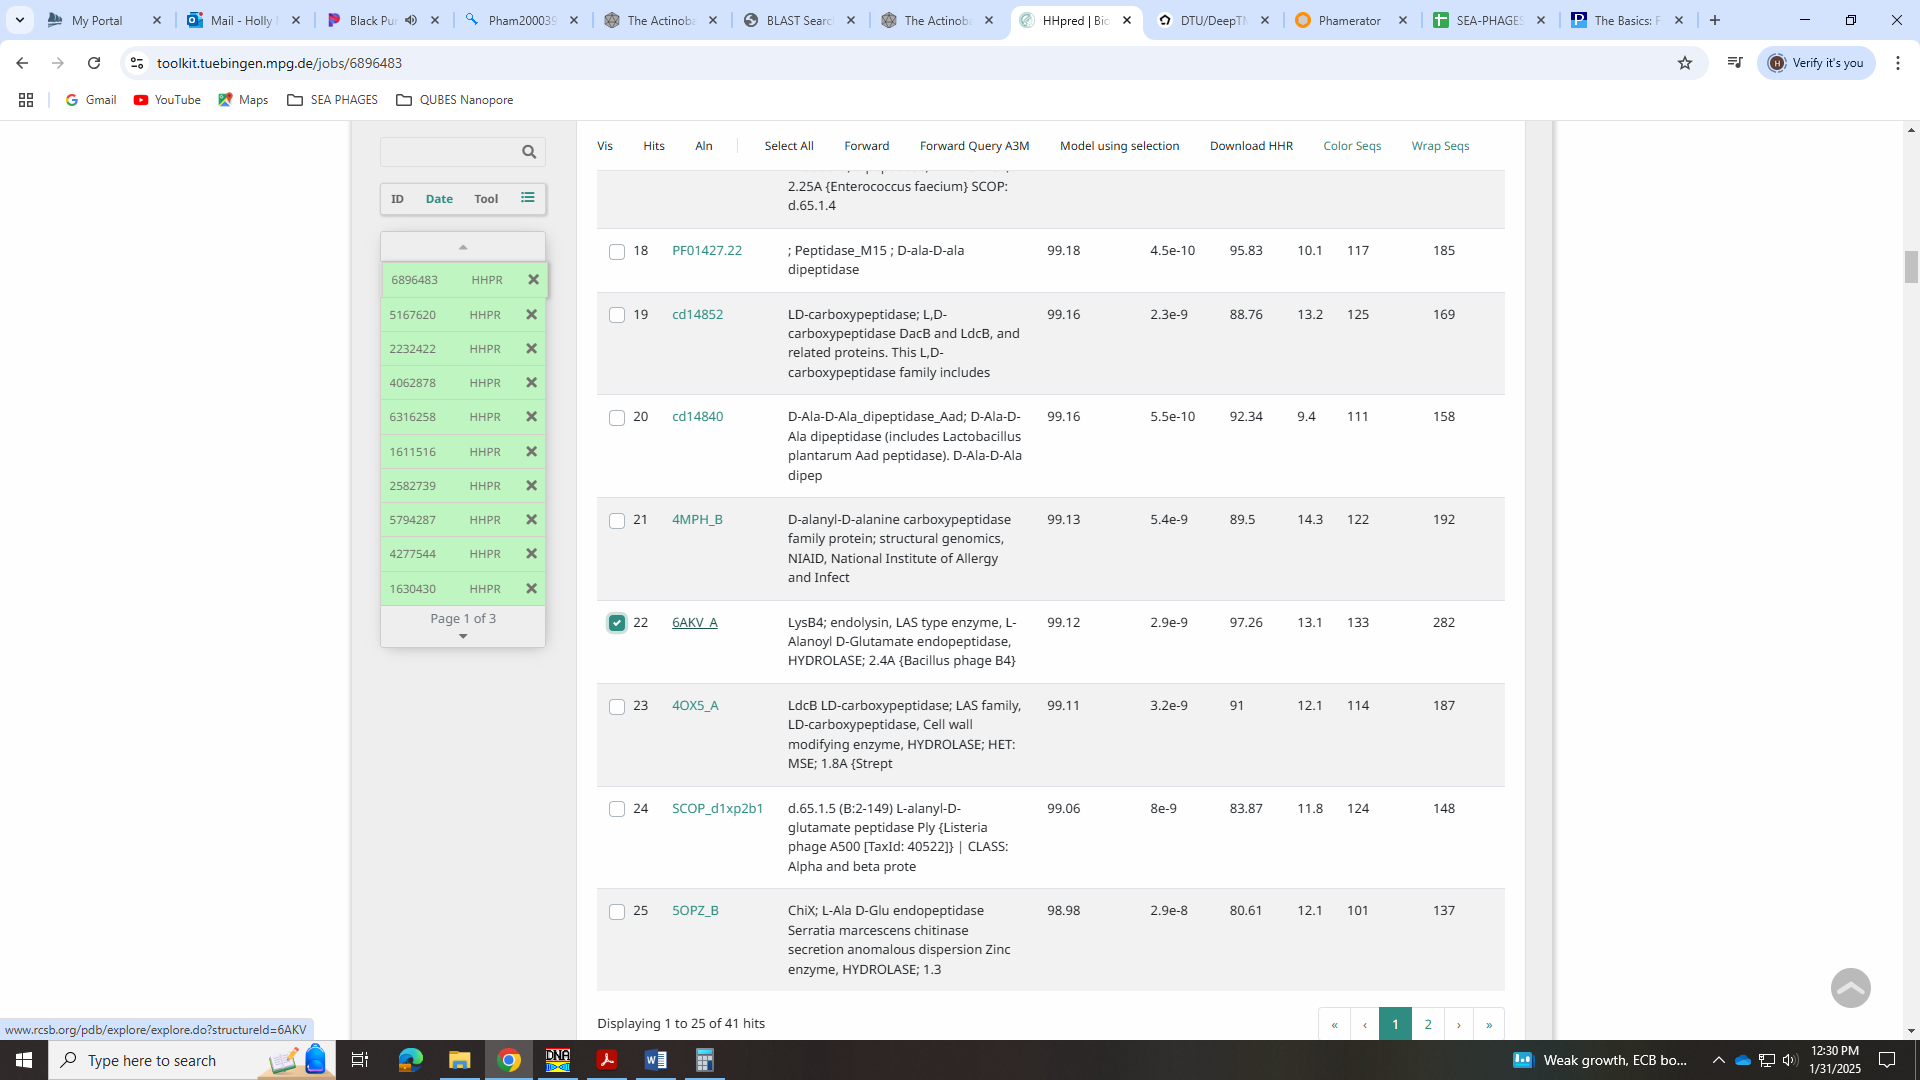 My Portal
Mail - Holly
Black Pu
Pham200039
The Actinoba
BLAST Searc
The Actinoba
HHpred | Bio
DTU/DeepTM
Phamerator
SEA-PHAGES
The Basics: F
toolkit.tuebingen.mpg.de/jobs/6896483
Verify it's you
Gmail
YouTube
Maps
SEA PHAGES
QUBES Nanopore
Vis Hits Aln Select All Forward Forward Query A3M Model using selection Download HHR Color Seqs Wrap Seqs
ID Date Tool
6896483 HHPR
5167620 HHPR
2232422 HHPR
4062878 HHPR
6316258 HHPR
1611516 HHPR
2582739 HHPR
5794287 HHPR
4277544 HHPR
1630430 HHPR
Page 1 of 3
2.25A {Enterococcus faecium} SCOP:
d.65.1.4
18 PF01427.22 ; Peptidase_M15 ; D-ala-D-ala 99.18 4.5e-10 95.83 10.1 117 185
dipeptidase
19 cd14852 LD-carboxypeptidase; L,D- 99.16 2.3e-9 88.76 13.2 125 169
carboxypeptidase DacB and LdcB, and
related proteins. This L,D-
carboxypeptidase family includes
20 cd14840 D-Ala-D-Ala_dipeptidase_Aad; D-Ala-D- 99.16 5.5e-10 92.34 9.4 111 158
Ala dipeptidase (includes Lactobacillus
plantarum Aad peptidase). D-Ala-D-Ala
dipep
21 4MPH_B D-alanyl-D-alanine carboxypeptidase 99.13 5.4e-9 89.5 14.3 122 192
family protein; structural genomics,
NIAID, National Institute of Allergy
and Infect
22 6AKV_A LysB4; endolysin, LAS type enzyme, L- 99.12 2.9e-9 97.26 13.1 133 282
Alanoyl D-Glutamate endopeptidase,
HYDROLASE; 2.4A {Bacillus phage B4}
23 4OX5_A LdcB LD-carboxypeptidase; LAS family, 99.11 3.2e-9 91 12.1 114 187
LD-carboxypeptidase, Cell wall
modifying enzyme, HYDROLASE; HET:
MSE; 1.8A {Strept
24 SCOP_d1xp2b1 d.65.1.5 (B:2-149) L-alanyl-D- 99.06 8e-9 83.87 11.8 124 148
glutamate peptidase Ply {Listeria
phage A500 [TaxId: 40522]} | CLASS:
Alpha and beta prote
25 5OPZ_B ChiX; L-Ala D-Glu endopeptidase 98.98 2.9e-8 80.61 12.1 101 137
Serratia marcescens chitinase
secretion anomalous dispersion Zinc
enzyme, HYDROLASE; 1.3
Displaying 1 to 25 of 41 hits
« ‹ 1 2 › »
www.rcsb.org/pdb/explore/explore.do?structureId=6AKV
Type here to search
DNA
Weak growth, ECB bo...
12:30 PM
1/31/2025